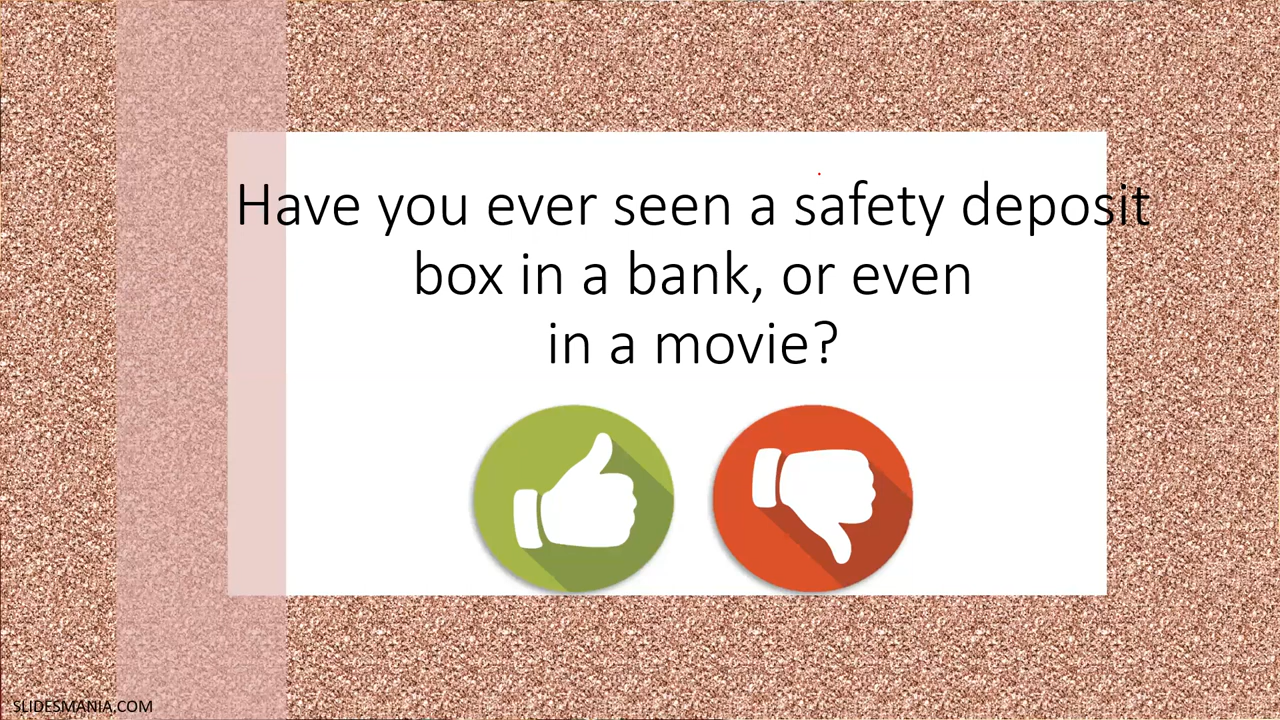 Have you ever seen a safety deposit
box in a bank, or even
in a movie?
SLIDESMANIA.COM